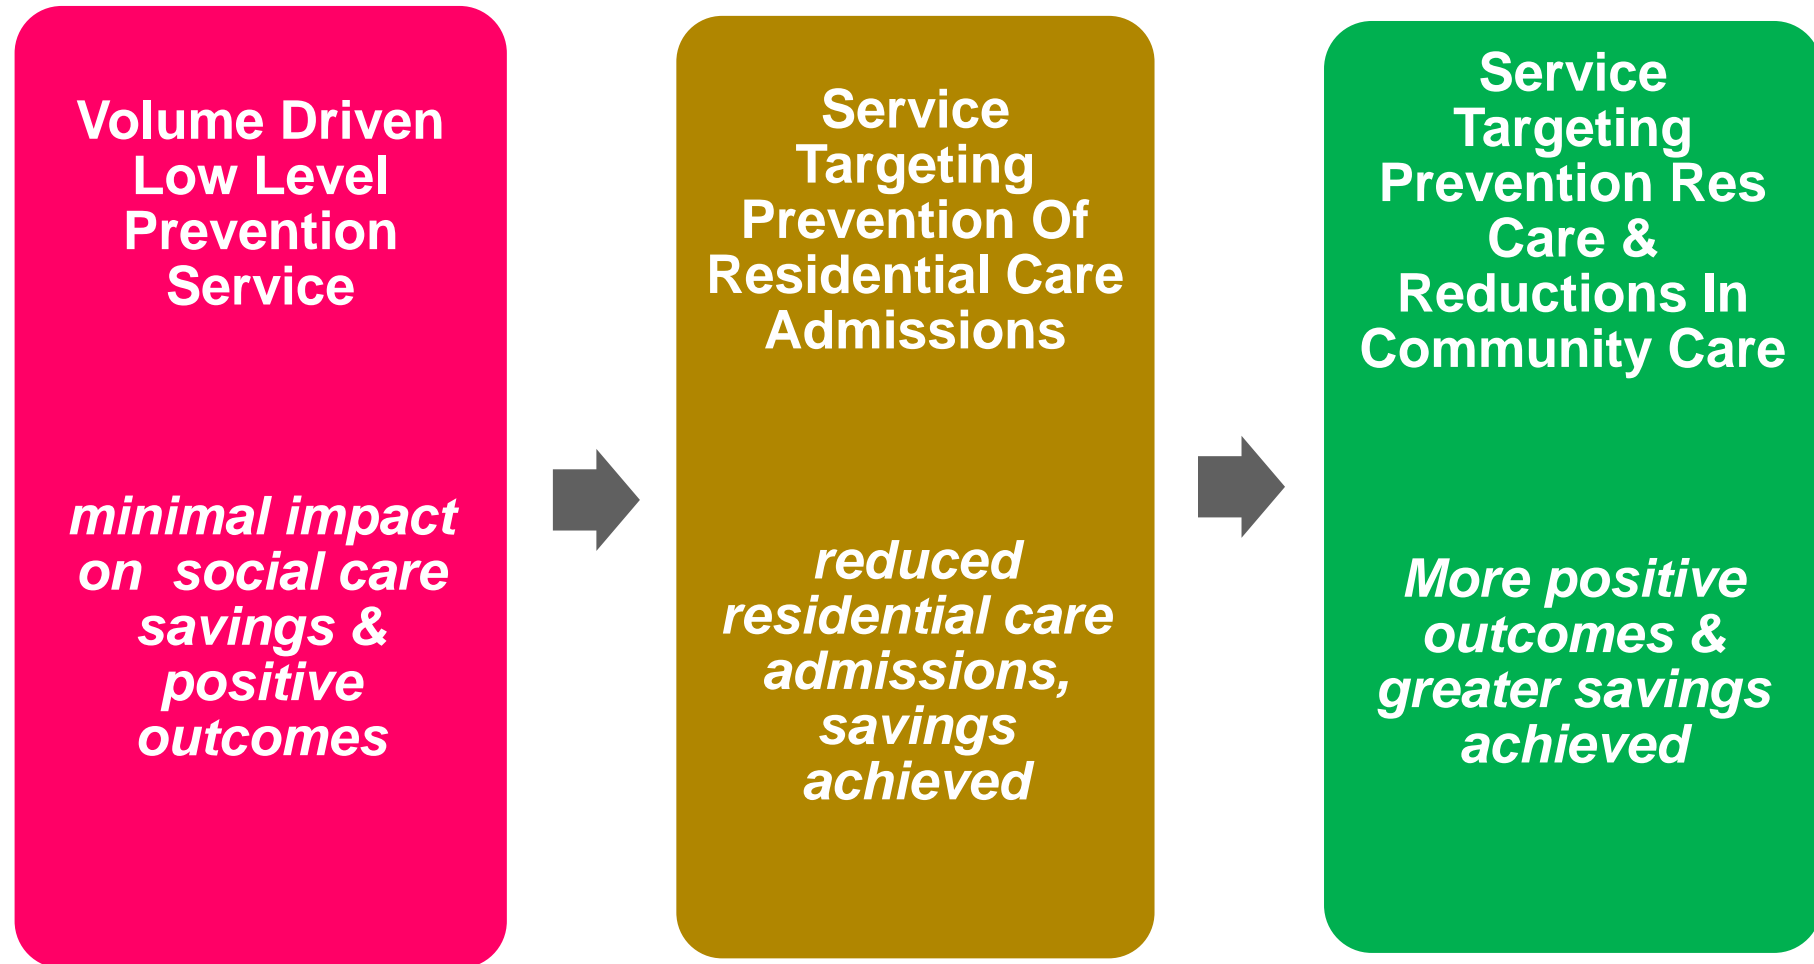 Volume Driven
Low Level
Prevention
Service
minimal impact
on social care
savings &
positive
outcomes
Service
Targeting
Prevention Of
Residential Care
Admissions
reduced
residential care
admissions,
savings
achieved
Service
Targeting
Prevention Res
Care &
Reductions In
Community Care
More positive
outcomes &
greater savings
achieved